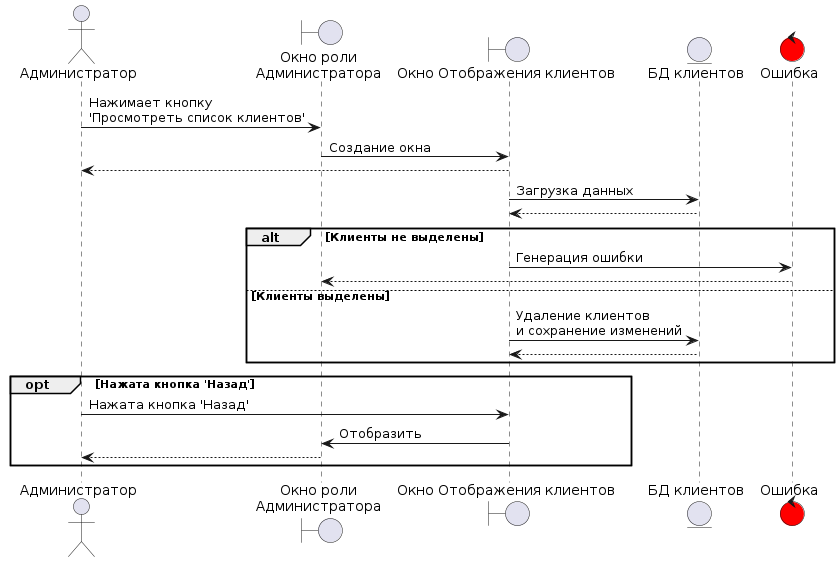 Администратор
Окно роли
Администратора
Окно Отображения клиентов
БД клиентов
Ошибка
Нажимает кнопку
'Просмотреть список клиентов'
Создание окна
Загрузка данных
alt
[Клиенты не выделены]
Генерация ошибки
[Клиенты выделены]
Удаление клиентов
и сохранение изменений
opt
[Нажата кнопка 'Назад']
Нажата кнопка 'Назад'
Отобразить
Администратор
Окно роли
Администратора
Окно Отображения клиентов
БД клиентов
Ошибка